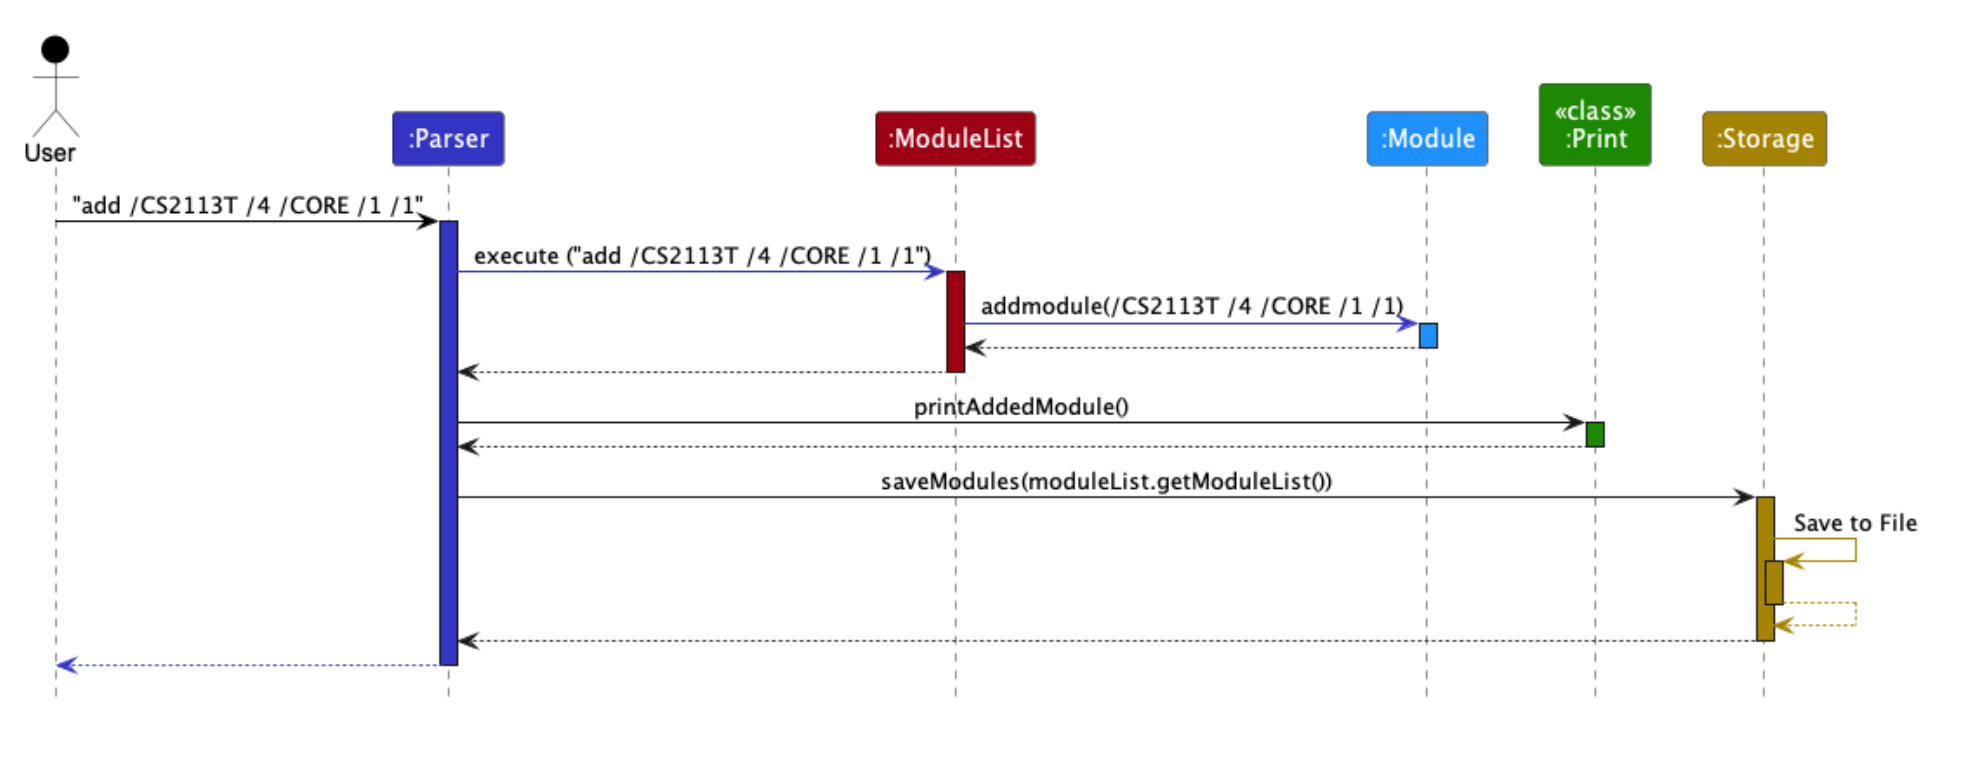 «class»
:Parser
:ModuleList
:Module
:Print
:Storage
User
"add /CS2113T /4 /CORE /1 /1"
execute ("add /CS2113T /4 /CORE /1 /1")
addmodule(/CS2113T /4 /CORE /1 /1)
printAddedModule()
saveModules(moduleList.getModuleList())
Save to File